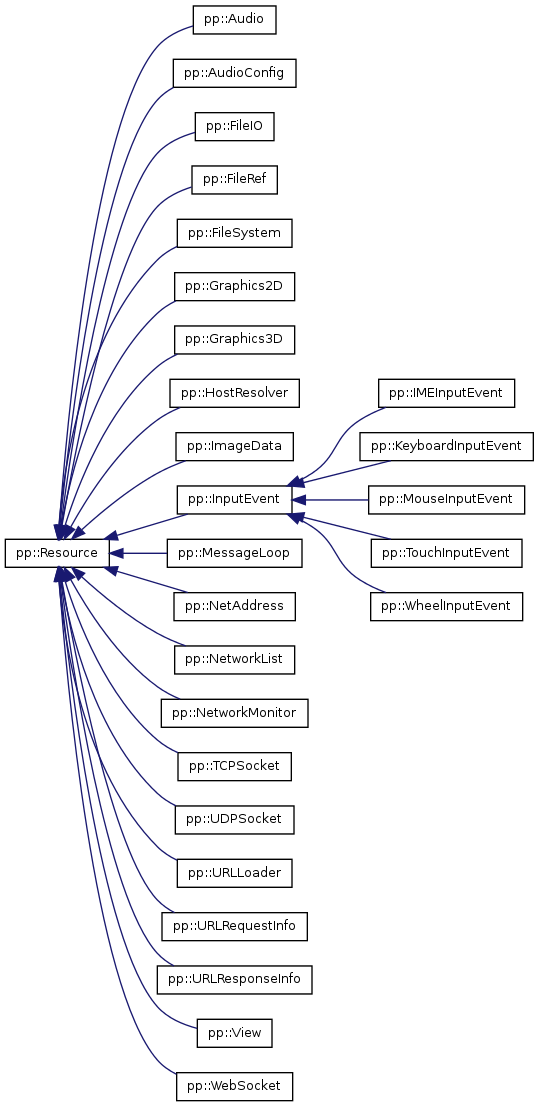 pp::Audio
pp::AudioConfig
pp::FileIO
pp::FileRef
pp::FileSystem
pp::Graphics2D
pp::Graphics3D
pp::HostResolver
pp::IMEInputEvent
pp::ImageData
pp::KeyboardInputEvent
pp::InputEvent
pp::MouseInputEvent
pp::Resource
pp::MessageLoop
pp::TouchInputEvent
pp::NetAddress
pp::WheelInputEvent
pp::NetworkList
pp::NetworkMonitor
pp::TCPSocket
pp::UDPSocket
pp::URLLoader
pp::URLRequestInfo
pp::URLResponseInfo
pp::View
pp::WebSocket